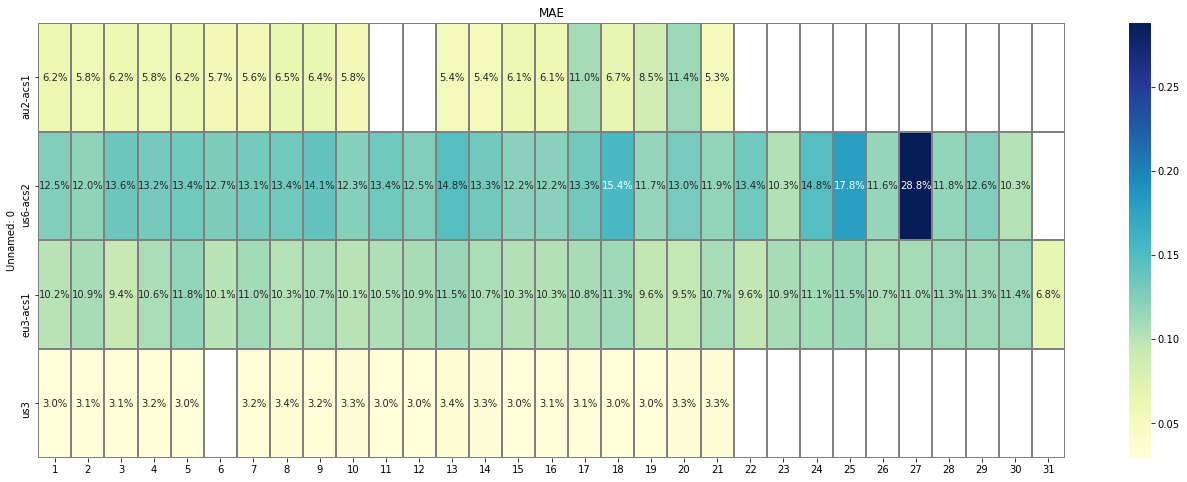 MAE
Unnamed: 0
au2-acs1
6.2% 5.8% 6.2% 5.8% 6.2% 5.7% 5.6% 6.5% 6.4% 5.8% 5.4% 5.4% 6.1% 6.1% 11.0% 6.7% 8.5% 11.4% 5.3%
us6-acs2
12.5% 12.0% 13.6% 13.2% 13.4% 12.7% 13.1% 13.4% 14.1% 12.3% 13.4% 12.5% 14.8% 13.3% 12.2% 12.2% 13.3% 15.4% 11.7% 13.0% 11.9% 13.4% 10.3% 14.8% 17.8% 11.6% 28.8% 11.8% 12.6% 10.3%
eu3-acs1
10.2% 10.9% 9.4% 10.6% 11.8% 10.1% 11.0% 10.3% 10.7% 10.1% 10.5% 10.9% 11.5% 10.7% 10.3% 10.3% 10.8% 11.3% 9.6% 9.5% 10.7% 9.6% 10.9% 11.1% 11.5% 10.7% 11.0% 11.3% 11.3% 11.4% 6.8%
us3
3.0% 3.1% 3.1% 3.2% 3.0% 3.2% 3.4% 3.2% 3.3% 3.0% 3.0% 3.4% 3.3% 3.0% 3.1% 3.1% 3.0% 3.0% 3.3% 3.3%
1 2 3 4 5 6 7 8 9 10 11 12 13 14 15 16 17 18 19 20 21 22 23 24 25 26 27 28 29 30 31
0.25
0.20
0.15
0.10
0.05